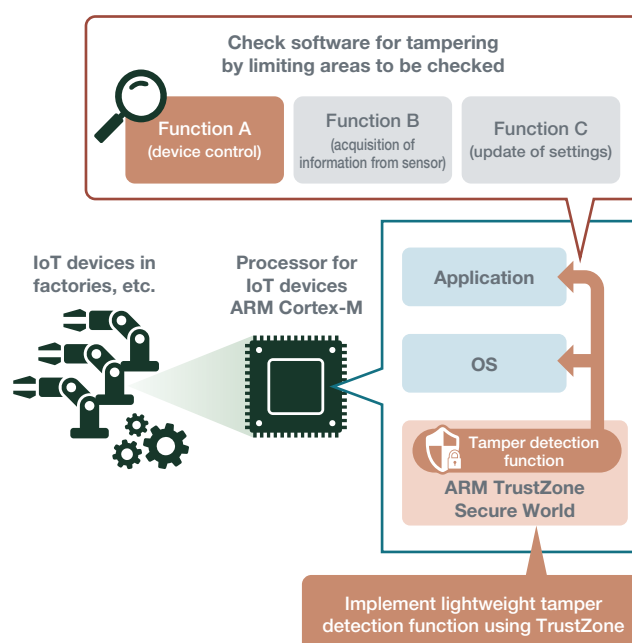 Check software for tampering
by limiting areas to be checked
Function A
(device control)
Function B
(acquisition of
information from sensor)
Function C
(update of settings)
IoT devices in
factories, etc.
Processor for
IoT devices
ARM Cortex-M
Application
OS
Tamper detection
function
ARM TrustZone
Secure World
Implement lightweight tamper
detection function using TrustZone